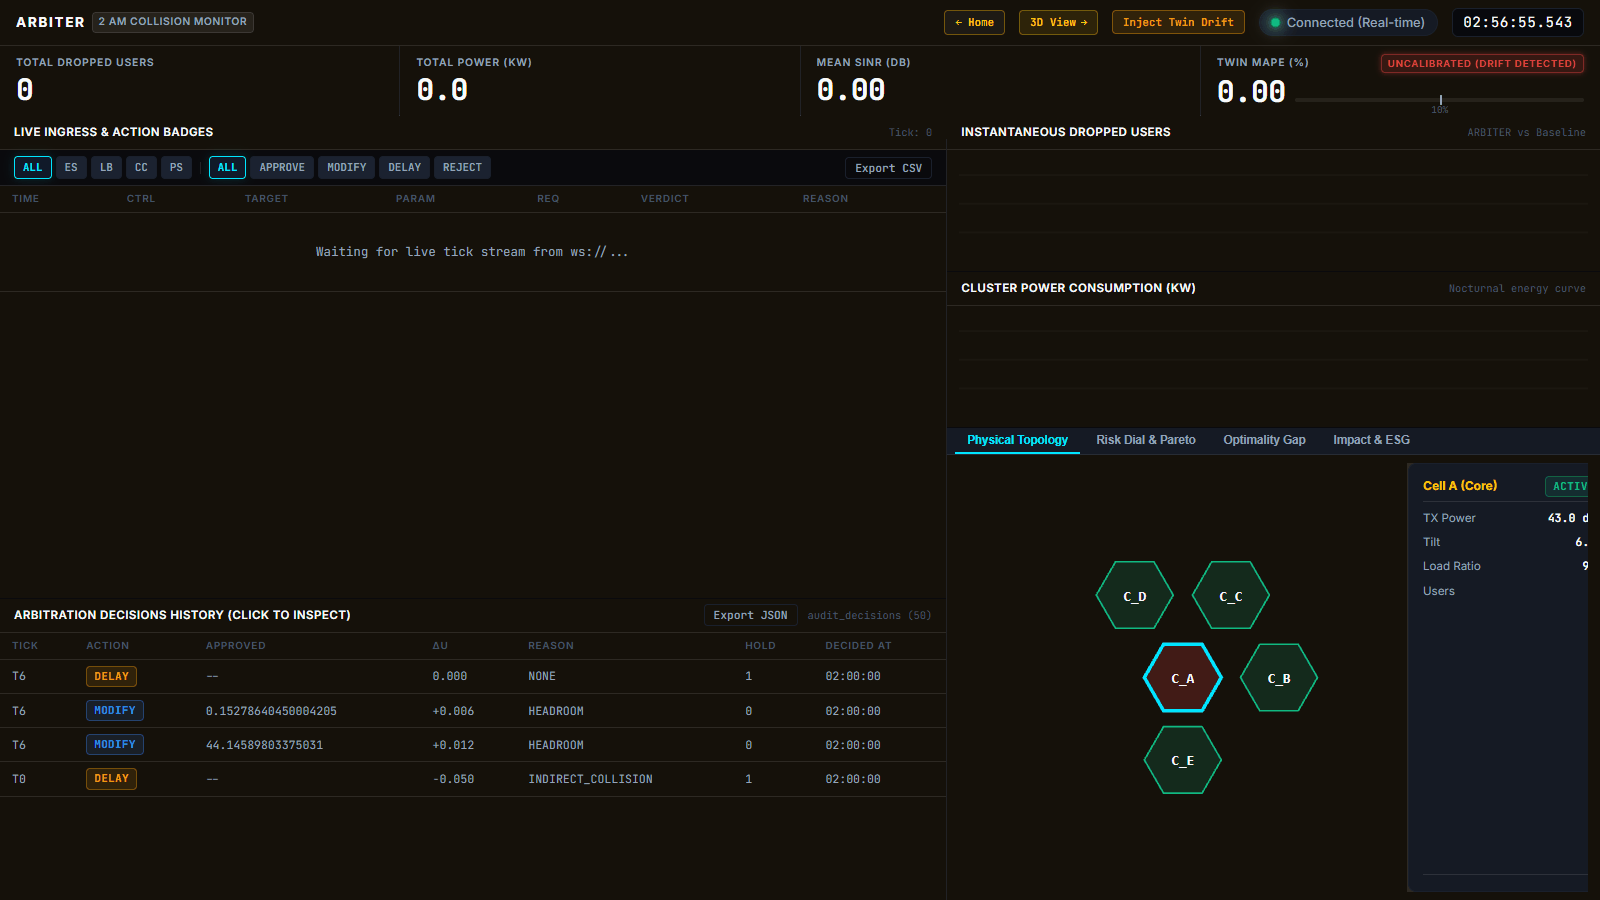 ARBITER 2 AM COLLISION MONITOR ← Home 3D View → Inject Twin Drift Connected (Real-time) 02:56:55.543
TOTAL DROPPED USERS
0
TOTAL POWER (KW)
0.0
MEAN SINR (DB)
0.00
TWIN MAPE (%) UNCALIBRATED (DRIFT DETECTED)
0.00
10%
LIVE INGRESS & ACTION BADGES Tick: 0
ALL ES LB CC PS ALL APPROVE MODIFY DELAY REJECT Export CSV
TIME CTRL TARGET PARAM REQ VERDICT REASON
Waiting for live tick stream from ws://...
INSTANTANEOUS DROPPED USERS ARBITER vs Baseline
CLUSTER POWER CONSUMPTION (KW) Nocturnal energy curve
Physical Topology Risk Dial & Pareto Optimality Gap Impact & ESG
C_D C_C
C_A C_B
C_E
Cell A (Core) ACTIV
TX Power 43.0 d
Tilt 6.
Load Ratio 9
Users
ARBITRATION DECISIONS HISTORY (CLICK TO INSPECT) Export JSON audit_decisions (50)
TICK ACTION APPROVED ΔU REASON HOLD DECIDED AT
T6 DELAY -- 0.000 NONE 1 02:00:00
T6 MODIFY 0.15278640450004205 +0.006 HEADROOM 0 02:00:00
T6 MODIFY 44.14589803375031 +0.012 HEADROOM 0 02:00:00
T0 DELAY -- -0.050 INDIRECT_COLLISION 1 02:00:00